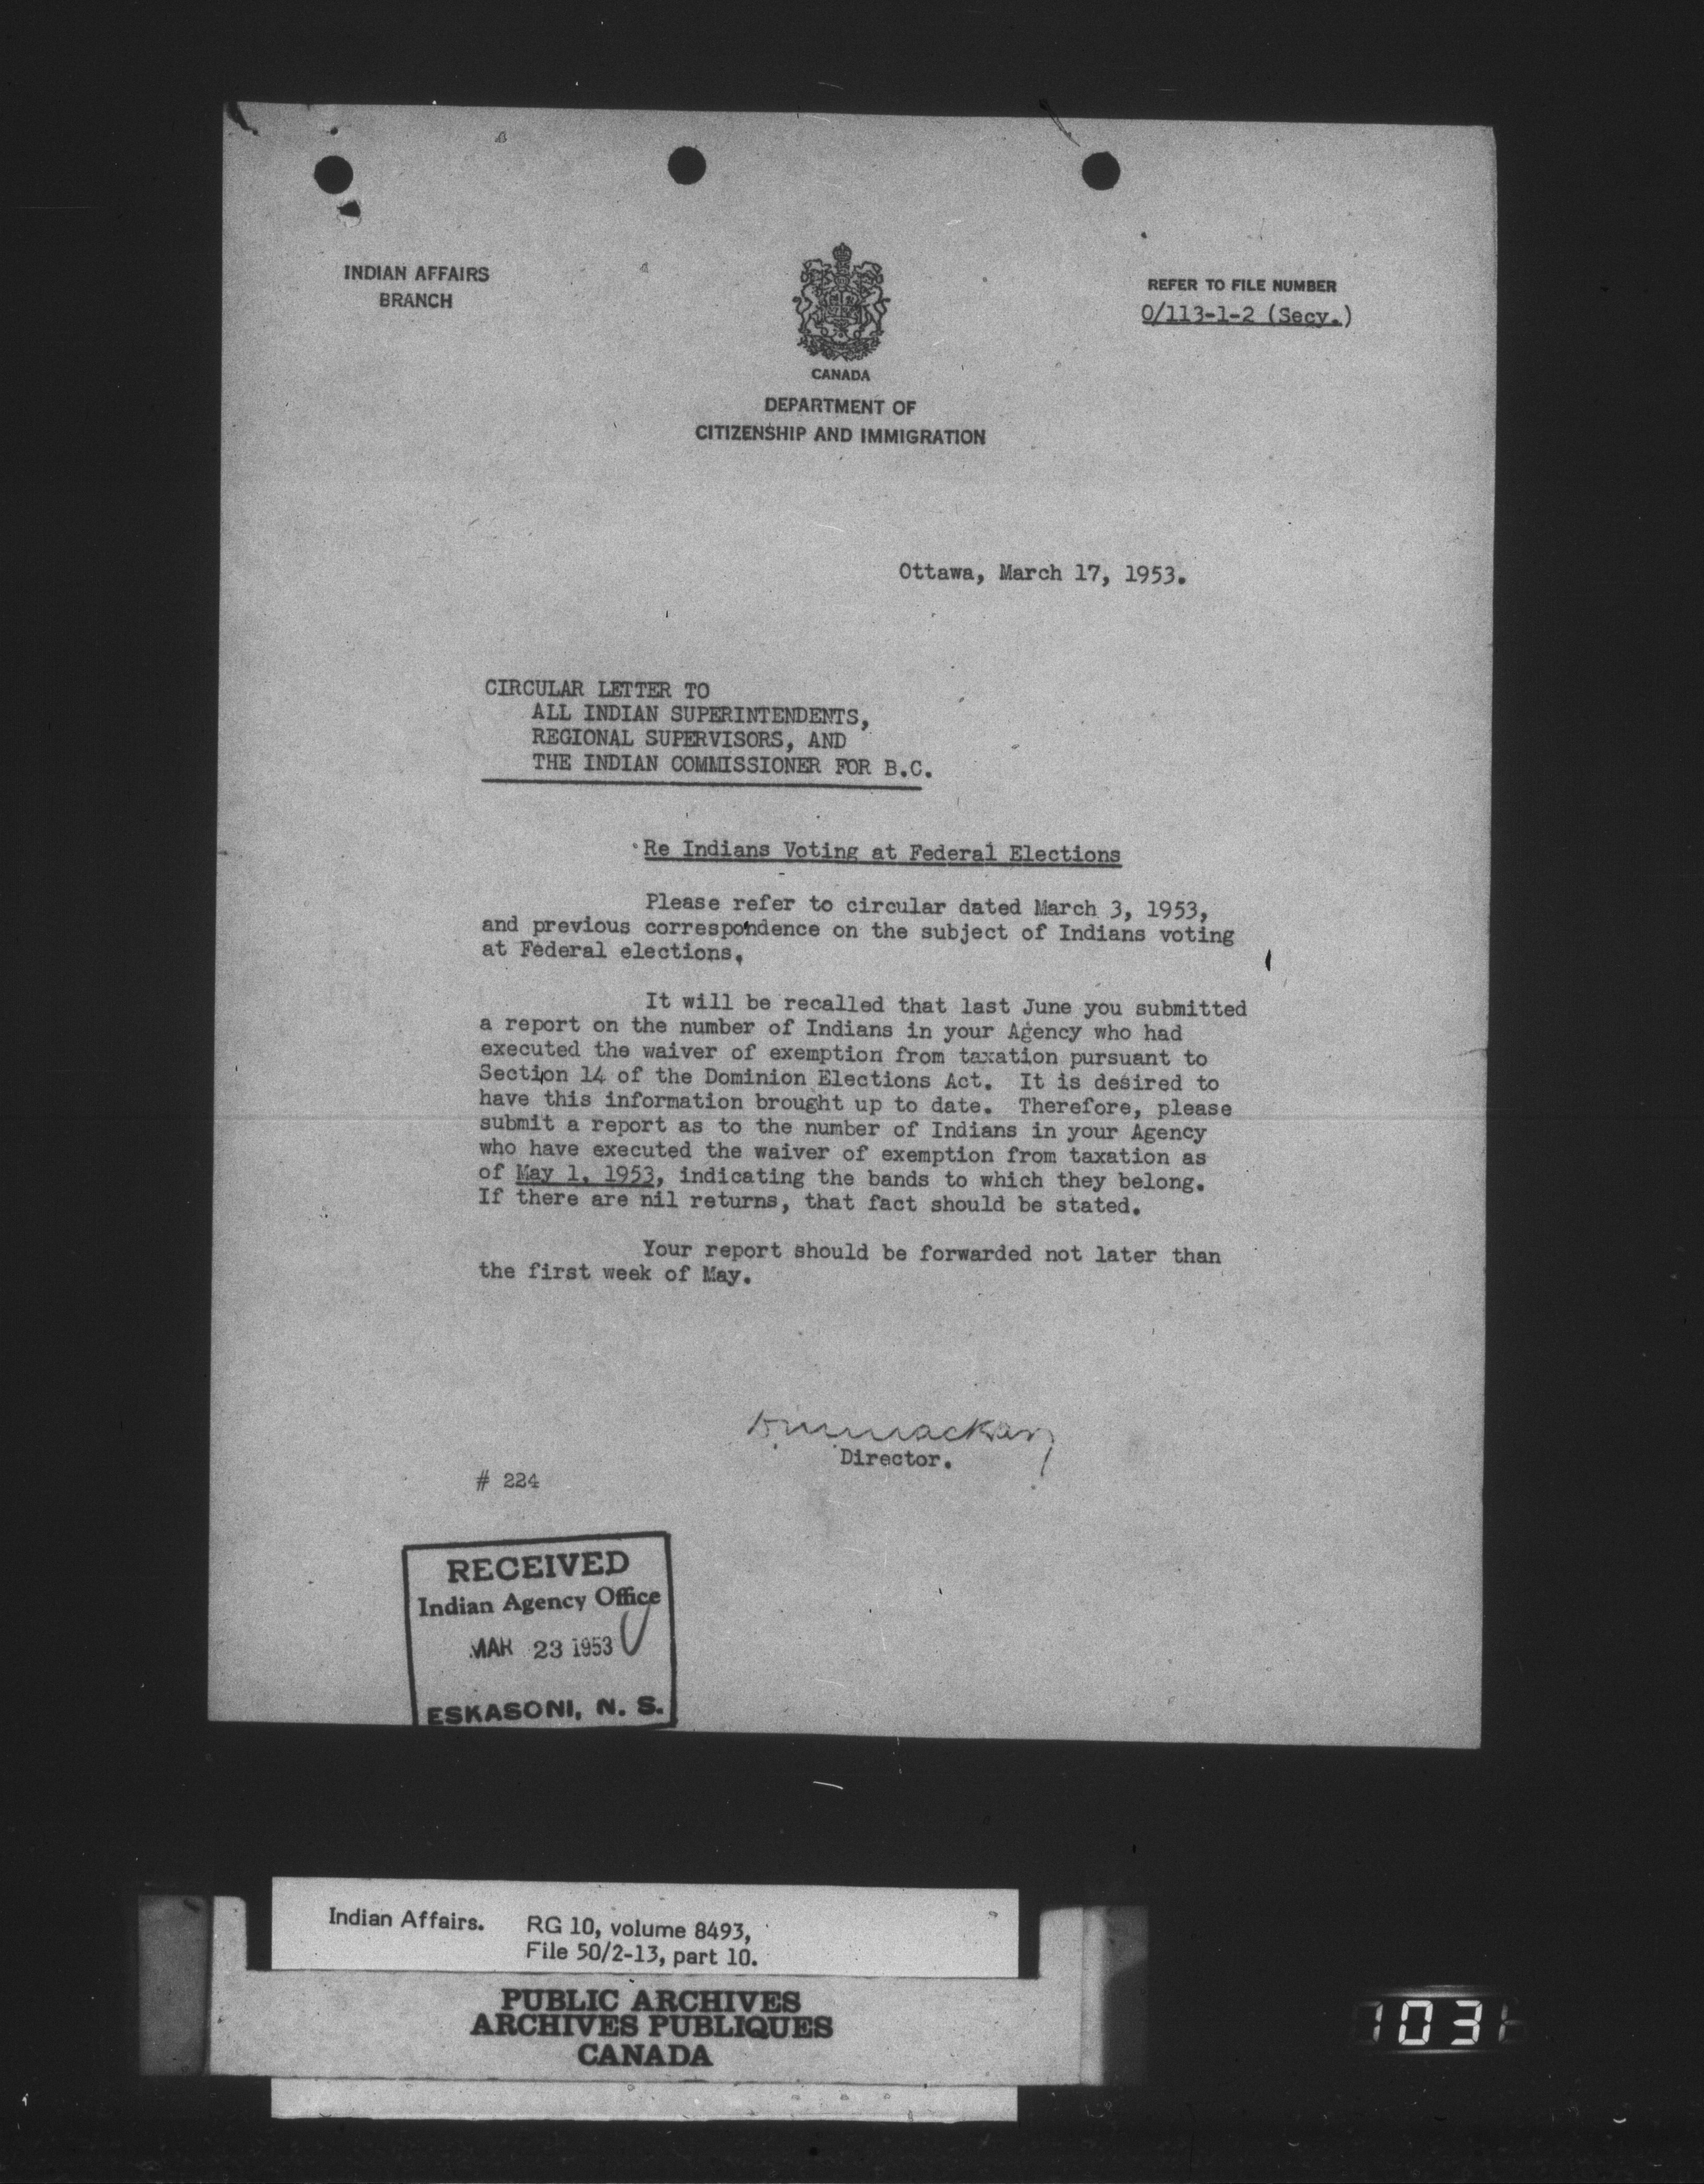 INDIAN AFFAIRS
BRANCH
CANADA
DEPARTMENT OF
CITIZENSHIP AND IMMIGRATION
REFER TO FILE NUMBER
0/113-1-2 (Secy.)
Ottawa, March 17, 1953.
CIRCULAR LETTER TO
ALL INDIAN SUPERINTENDENTS,
REGIONAL SUPERVISORS, AND
THE INDIAN COMMISSIONER FOR B.C.
Re Indians Voting at Federal Elections
Please refer to circular dated March 3, 1953,
and previous correspondence on the subject of Indians voting
at Federal elections.
It will be recalled that last June you submitted
a report on the number of Indians in your Agency who had
executed the waiver of exemption from taxation pursuant to
Section 14 of the Dominion Elections Act. It is desired to
have this information brought up to date. Therefore, please
submit a report as to the number of Indians in your Agency
who have executed the waiver of exemption from taxation as
of May 1, 1953, indicating the bands to which they belong.
If there are nil returns, that fact should be stated.
Your report should be forwarded not later than
the first week of May.
Director.
# 224
RECEIVED
Indian Agency Office
MAR 23 1953
ESKASONI, N. S.
Indian Affairs. RG 10, volume 8493,
File 50/2-13, part 10.
PUBLIC ARCHIVES
ARCHIVES PUBLIQUES
CANADA